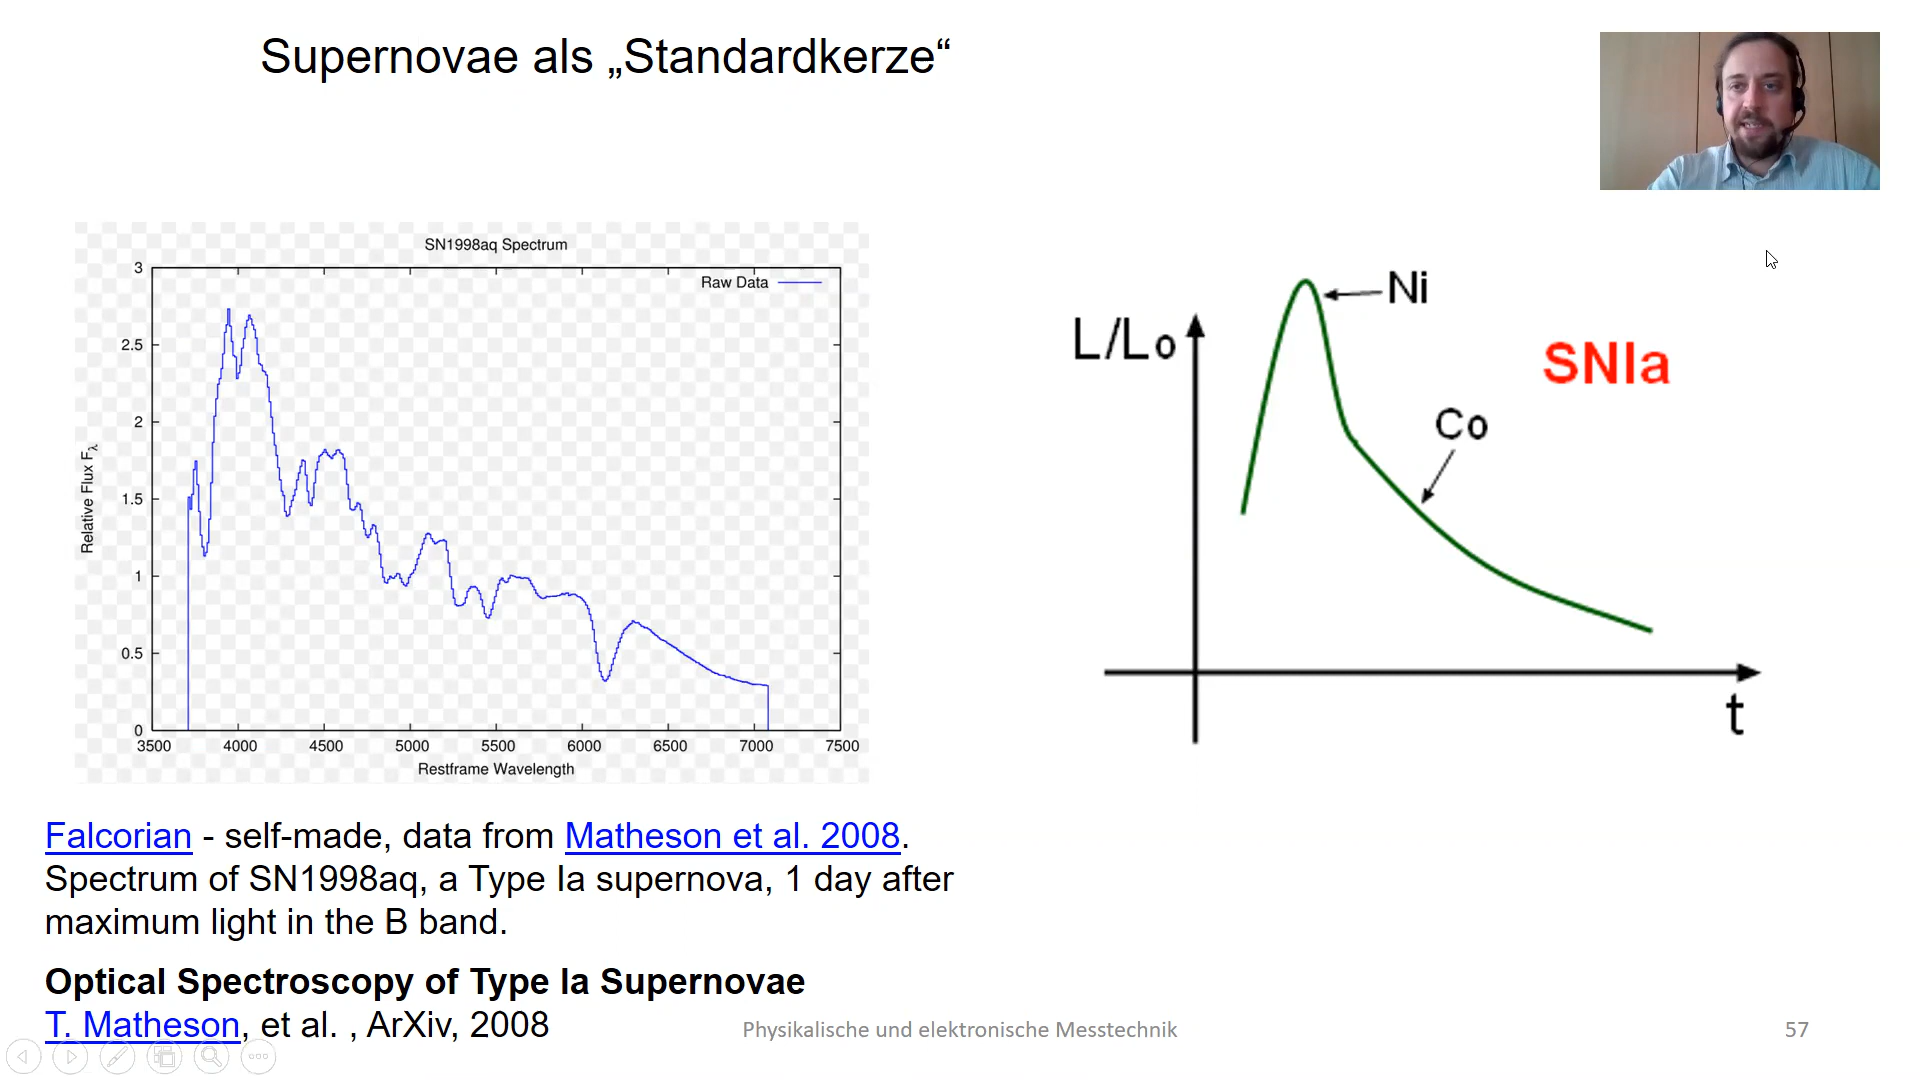 Supernovae als „Standardkerze“
SN1998aq Spectrum
Raw Data
3
2.5
2
1.5
1
0.5
0
Relative Flux Fλ
3500 4000 4500 5000 5500 6000 6500 7000 7500
Restframe Wavelength
Ni
L/Lo
SNIa
Co
t
Falcorian - self-made, data from Matheson et al. 2008.
Spectrum of SN1998aq, a Type Ia supernova, 1 day after
maximum light in the B band.
Optical Spectroscopy of Type Ia Supernovae
T. Matheson, et al. , ArXiv, 2008
Physikalische und elektronische Messtechnik
57